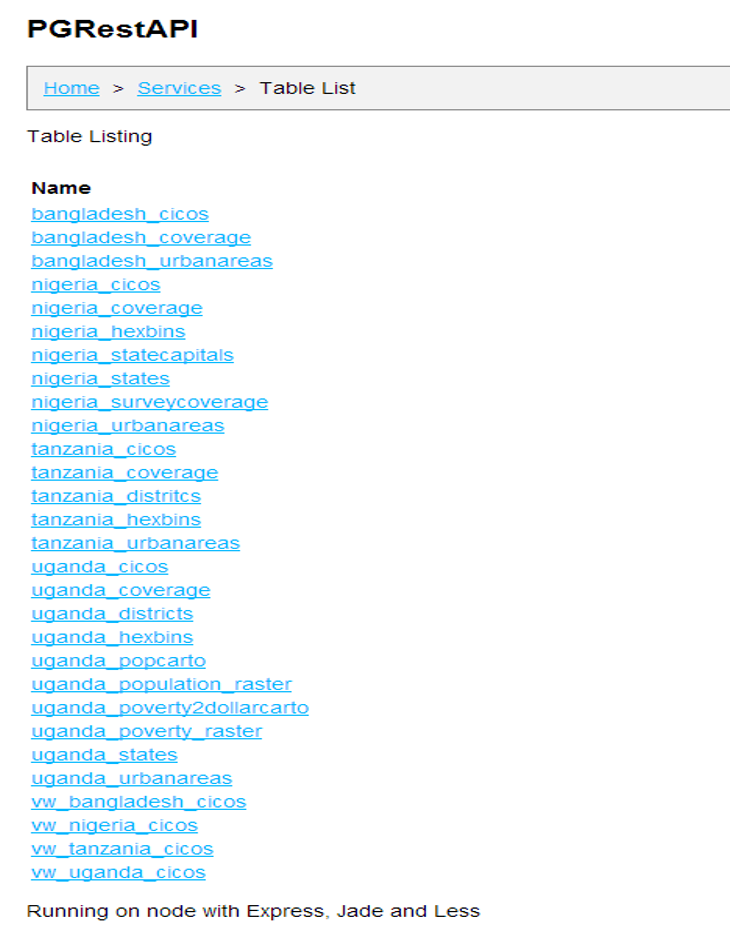 PGRestAPI
Home > Services > Table List
Table Listing
Name
bangladesh_cicos
bangladesh_coverage
bangladesh_urbanareas
nigeria_cicos
nigeria_coverage
nigeria_hexbins
nigeria_statecapitals
nigeria_states
nigeria_surveycoverage
nigeria_urbanareas
tanzania_cicos
tanzania_coverage
tanzania_distritcs
tanzania_hexbins
tanzania_urbanareas
uganda_cicos
uganda_coverage
uganda_districts
uganda_hexbins
uganda_popcarto
uganda_population_raster
uganda_poverty2dollarcarto
uganda_poverty_raster
uganda_states
uganda_urbanareas
vw_bangladesh_cicos
vw_nigeria_cicos
vw_tanzania_cicos
vw_uganda_cicos
Running on node with Express, Jade and Less